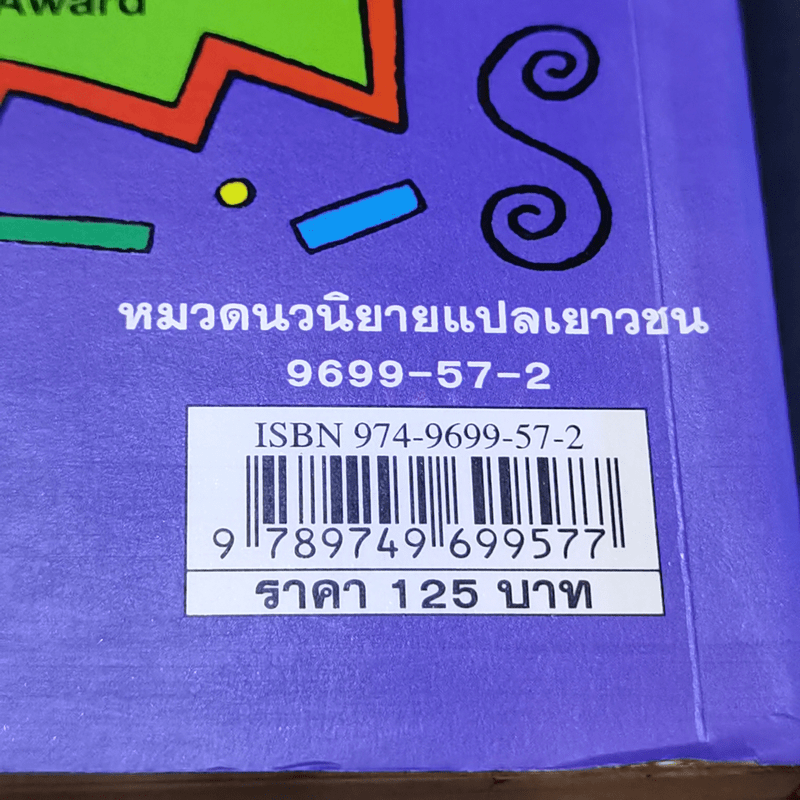 Award
หมวดนวนิยายแปลเยาวชน
9699-57-2
ISBN 974-9699-57-2
9 789749 699577
ราคา 125 บาท